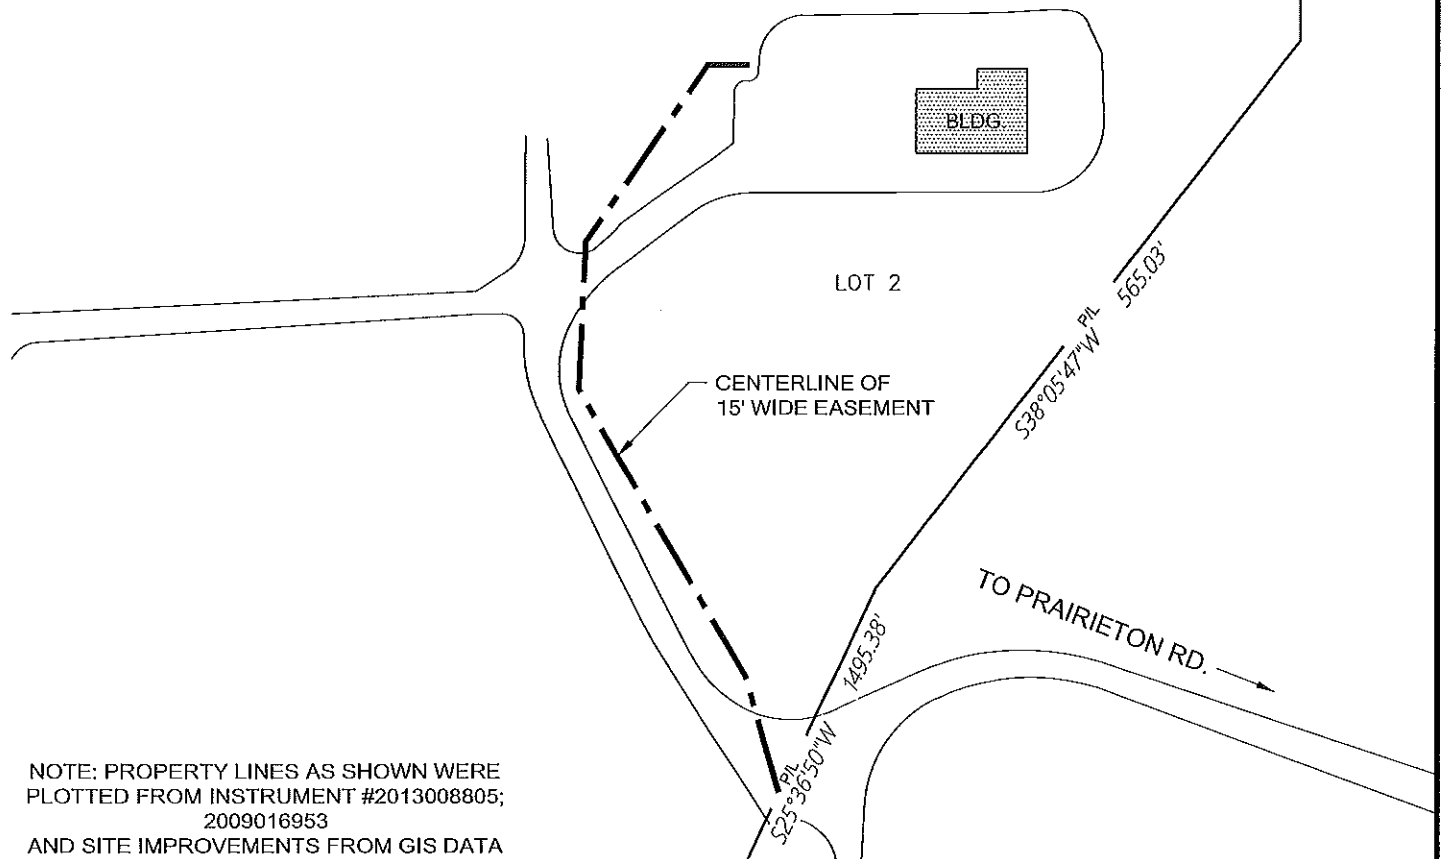 BLDG.
LOT 2
565.03'
P/L
S38°05'47"W
CENTERLINE OF
15' WIDE EASEMENT
TO PRAIRIETON RD.
1495.38'
P/L
S25°36'50"W
NOTE: PROPERTY LINES AS SHOWN WERE
PLOTTED FROM INSTRUMENT #2013008805;
2009016953
AND SITE IMPROVEMENTS FROM GIS DATA